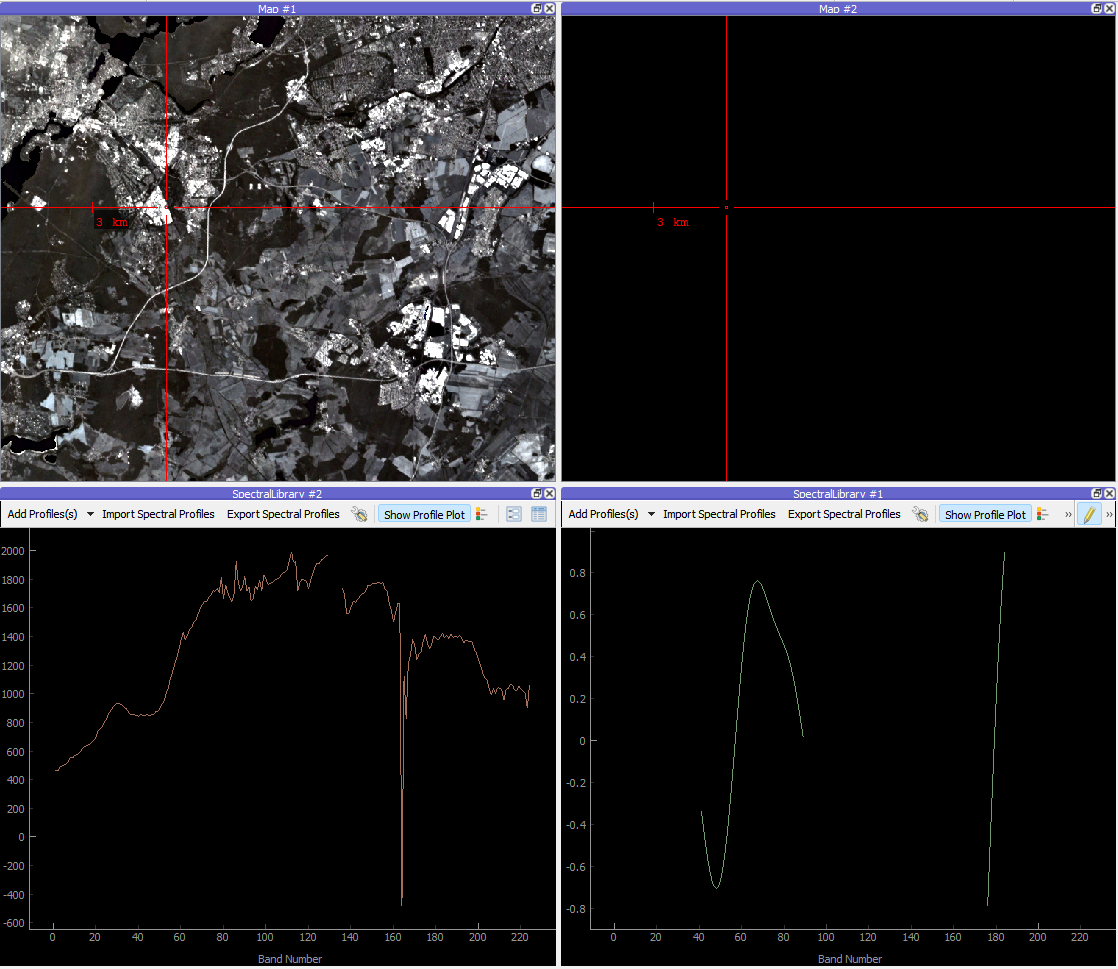 Map #1
Map #2
3 km
3 km
SpectralLibrary #2
SpectralLibrary #1
Add Profiles(s) Import Spectral Profiles Export Spectral Profiles Show Profile Plot
Add Profiles(s) Import Spectral Profiles Export Spectral Profiles Show Profile Plot » »
2000
1800
1600
1400
1200
1000
800
600
400
200
0
-200
-400
-600
0 20 40 60 80 100 120 140 160 180 200 220
Band Number
0.8
0.6
0.4
0.2
0
-0.2
-0.4
-0.6
-0.8
0 20 40 60 80 100 120 140 160 180 200 220
Band Number